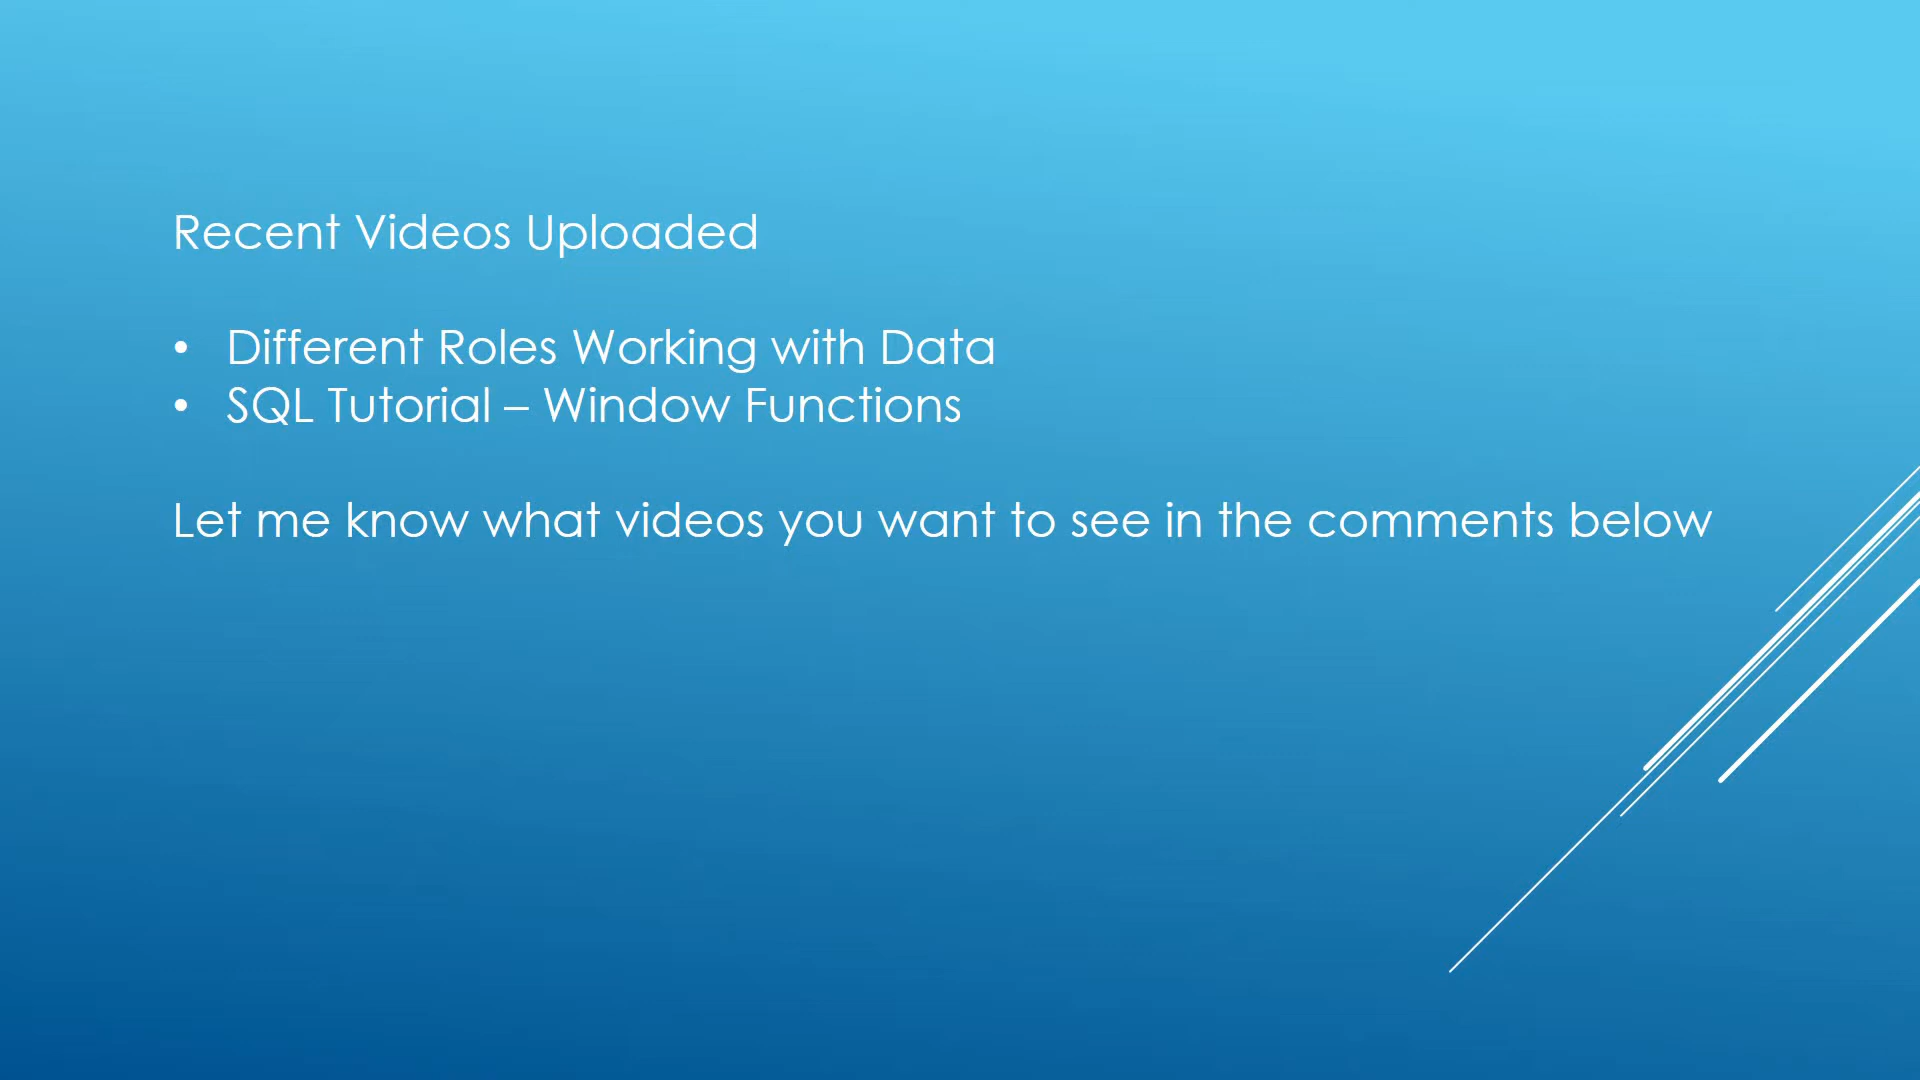 Recent Videos Uploaded
• Different Roles Working with Data
• SQL Tutorial – Window Functions
Let me know what videos you want to see in the comments below